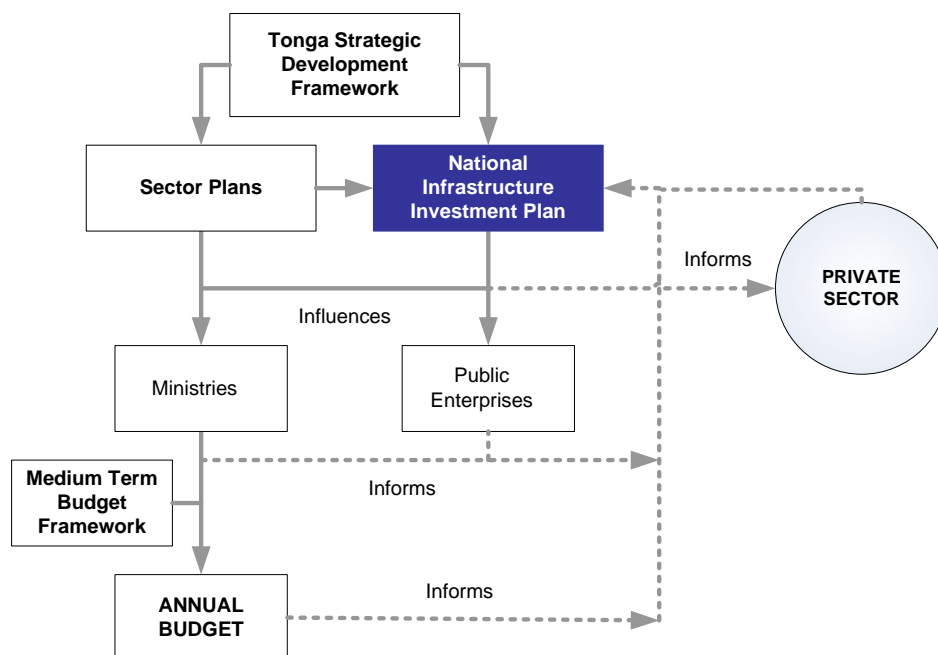 Tonga Strategic
Development
Framework
Sector Plans
National
Infrastructure
Investment Plan
Informs
PRIVATE
SECTOR
Influences
Ministries
Public
Enterprises
Medium Term
Budget
Framework
Informs
ANNUAL
BUDGET
Informs